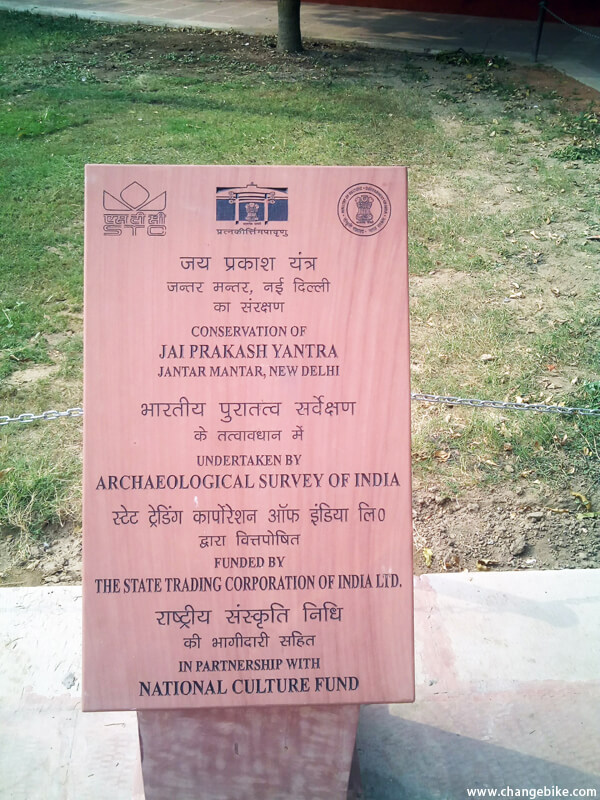 एस टी सी
STC
प्रत्नकीर्त्तिमपावृणु
जय प्रकाश यंत्र
जन्तर मन्तर, नई दिल्ली
का संरक्षण
CONSERVATION OF
JAI PRAKASH YANTRA
JANTAR MANTAR, NEW DELHI
भारतीय पुरातत्व सर्वेक्षण
के तत्वावधान में
UNDERTAKEN BY
ARCHAEOLOGICAL SURVEY OF INDIA
स्टेट ट्रेडिंग कार्पोरेशन ऑफ इंडिया लि०
द्वारा वित्तपोषित
FUNDED BY
THE STATE TRADING CORPORATION OF INDIA LTD.
राष्ट्रीय संस्कृति निधि
की भागीदारी सहित
IN PARTNERSHIP WITH
NATIONAL CULTURE FUND
www.changebike.com